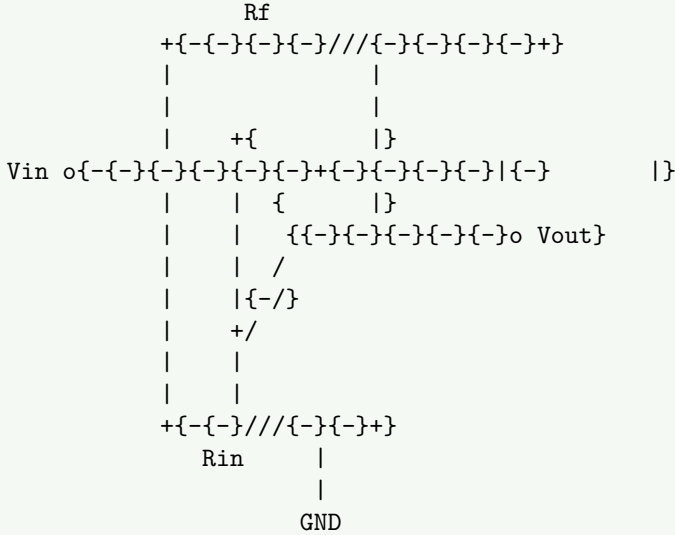 Rf
+{-{-}{-}{-}///{-}{-}{-}{-}+}
| |
| |
| +{ |}
Vin o{-{-}{-}{-}{-}{-}+{-}{-}{-}{-}|{-} |}
| | { |}
| | {{-}{-}{-}{-}{-}o Vout}
| | /
| |{-/}
| +/
| |
| |
+{-{-}///{-}{-}+}
Rin |
|
GND